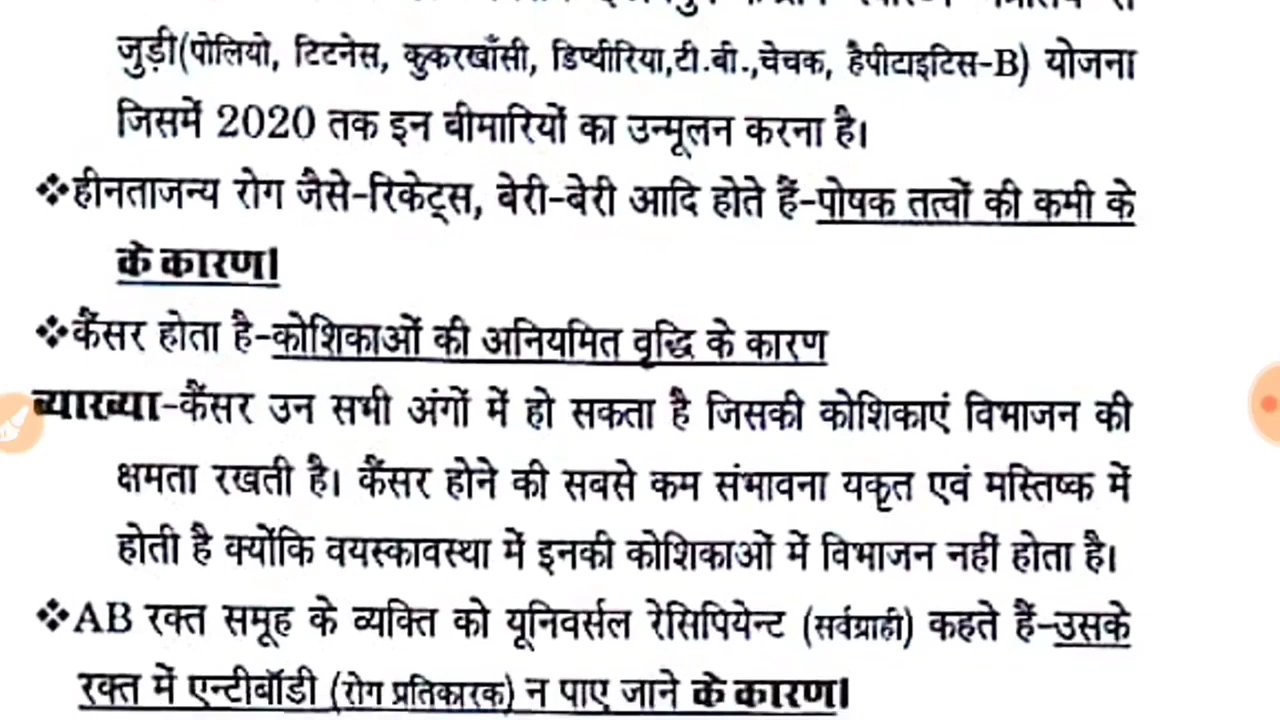 जुड़ी(पोलियो, टिटनेस, कुकरखाँसी, डिप्थीरिया,टी.बी.,चेचक, हैपीटाइटिस-B) योजना
जिसमें 2020 तक इन बीमारियों का उन्मूलन करना है।
❖हीनताजन्य रोग जैसे-रिकेट्स, बेरी-बेरी आदि होते हैं-पोषक तत्वों की कमी के
के कारण।
❖कैंसर होता है-कोशिकाओं की अनियमित वृद्धि के कारण
व्याख्या-कैंसर उन सभी अंगों में हो सकता है जिसकी कोशिकाएं विभाजन की
क्षमता रखती है। कैंसर होने की सबसे कम संभावना यकृत एवं मस्तिष्क में
होती है क्योंकि वयस्कावस्था में इनकी कोशिकाओं में विभाजन नहीं होता है।
❖AB रक्त समूह के व्यक्ति को यूनिवर्सल रेसिपियेन्ट (सर्वग्राही) कहते हैं-उसके
रक्त में एन्टीबॉडी (रोग प्रतिकारक) न पाए जाने के कारण।